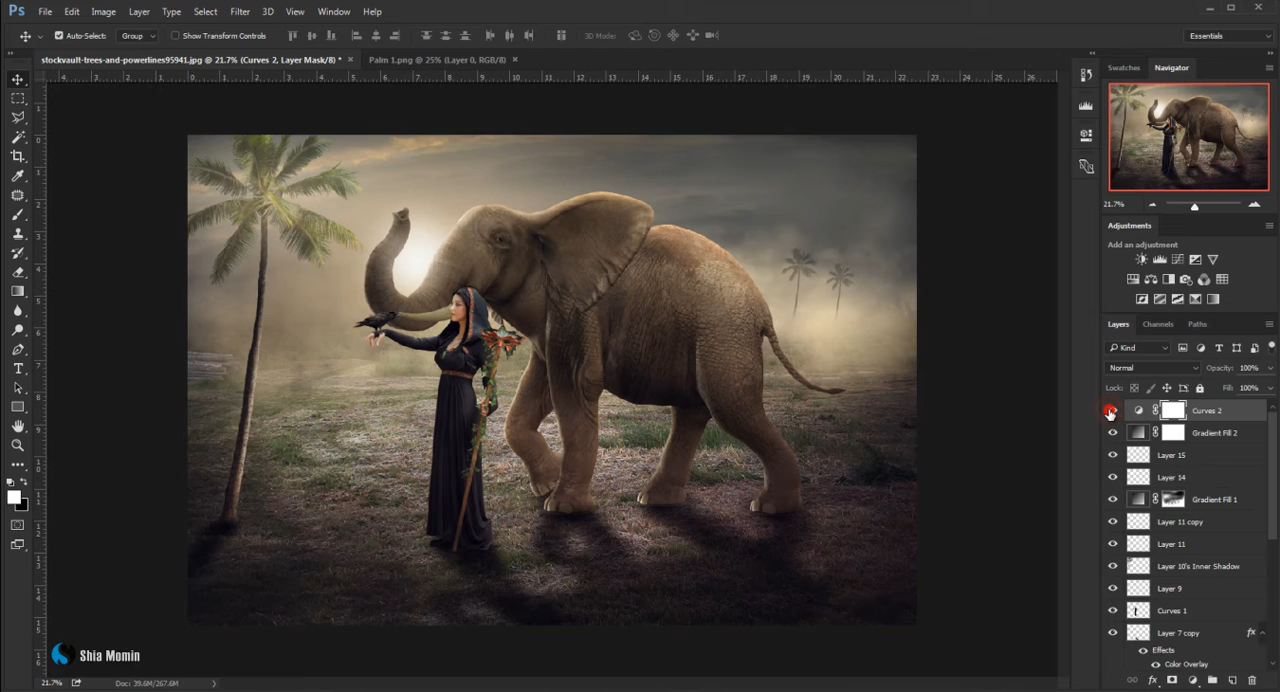 Ps File Edit Image Layer Type Select Filter 3D View Window Help
Auto-Select: Group Show Transform Controls 3D Mode: Essentials
stockvault-trees-and-powerlines95941.jpg @ 21.7% (Curves 2, Layer Mask/8) * × Palm 1.png @ 25% (Layer 0, RGB/8) ×
Swatches Navigator
21.7%
Adjustments
Add an adjustment
Layers Channels Paths
Kind
Normal Opacity: 100%
Lock: Fill: 100%
Curves 2
Gradient Fill 2
Layer 15
Layer 14
Gradient Fill 1
Layer 11 copy
Layer 11
Layer 10's Inner Shadow
Layer 9
Curves 1
Layer 7 copy fx
Effects
Color Overlay
Shia Momin
21.7% Doc: 39.6M/267.6M